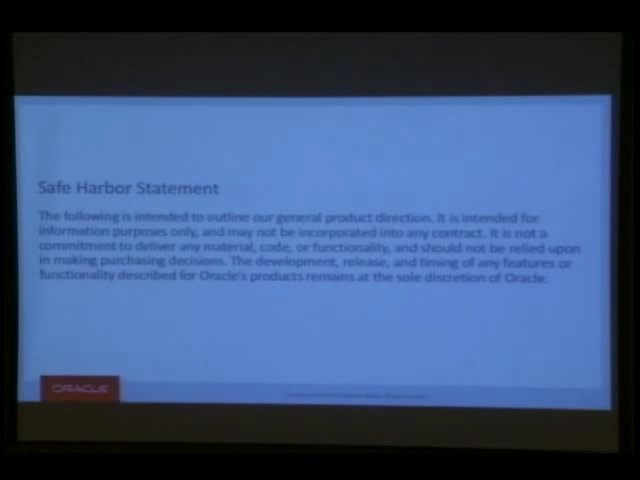 Safe Harbor Statement
The following is intended to outline our general product direction. It is intended for
information purposes only, and may not be incorporated into any contract. It is not a
commitment to deliver any material, code, or functionality, and should not be relied upon
in making purchasing decisions. The development, release, and timing of any features or
functionality described for Oracle's products remains at the sole discretion of Oracle.
ORACLE